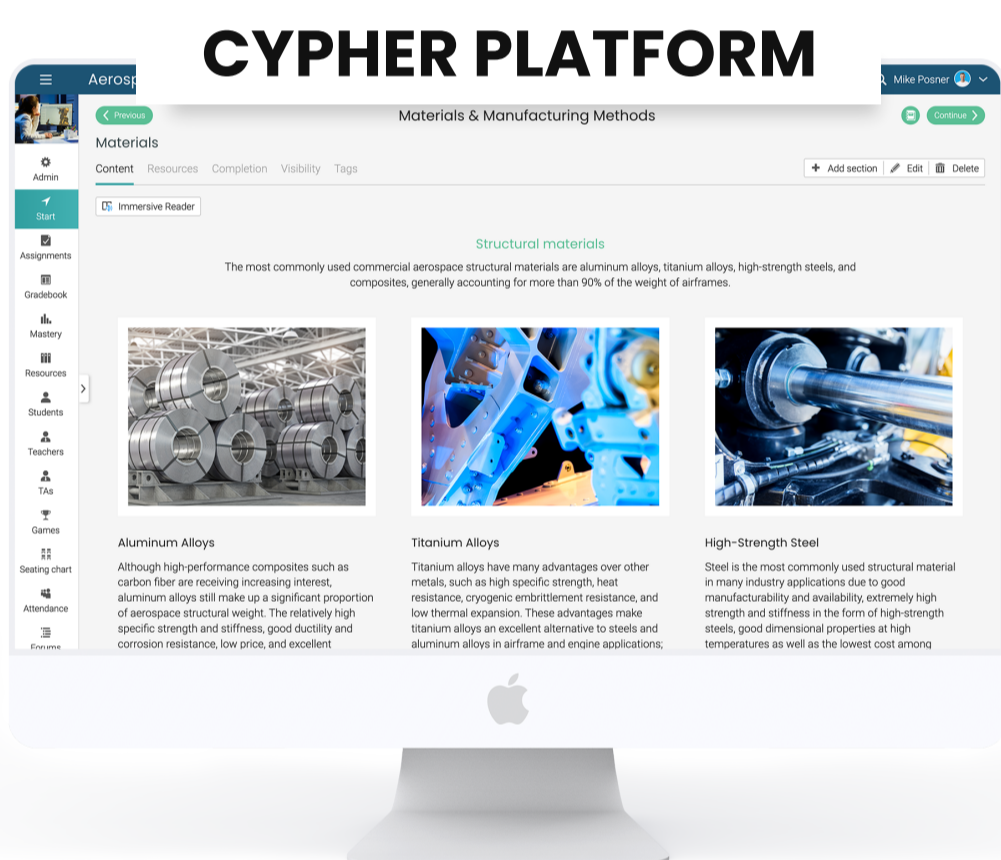 CYPHER PLATFORM
Mike Posner
Previous
Materials & Manufacturing Methods
Continue
Materials
Content Resources Completion Visibility Tags
Add section Edit Delete
Immersive Reader
Admin
Start
Assignments
Gradebook
Mastery
Resources
Students
Teachers
TAs
Games
Seating chart
Attendance
Forums
Structural materials
The most commonly used commercial aerospace structural materials are aluminum alloys, titanium alloys, high-strength steels, and
composites, generally accounting for more than 90% of the weight of airframes.
Aluminum Alloys
Although high-performance composites such as
carbon fiber are receiving increasing interest,
aluminum alloys still make up a significant proportion
of aerospace structural weight. The relatively high
specific strength and stiffness, good ductility and
corrosion resistance, low price, and excellent
Titanium Alloys
Titanium alloys have many advantages over other
metals, such as high specific strength, heat
resistance, cryogenic embrittlement resistance, and
low thermal expansion. These advantages make
titanium alloys an excellent alternative to steels and
aluminum alloys in airframe and engine applications;
High-Strength Steel
Steel is the most commonly used structural material
in many industry applications due to good
manufacturability and availability, extremely high
strength and stiffness in the form of high-strength
steels, good dimensional properties at high
temperatures as well as the lowest cost among